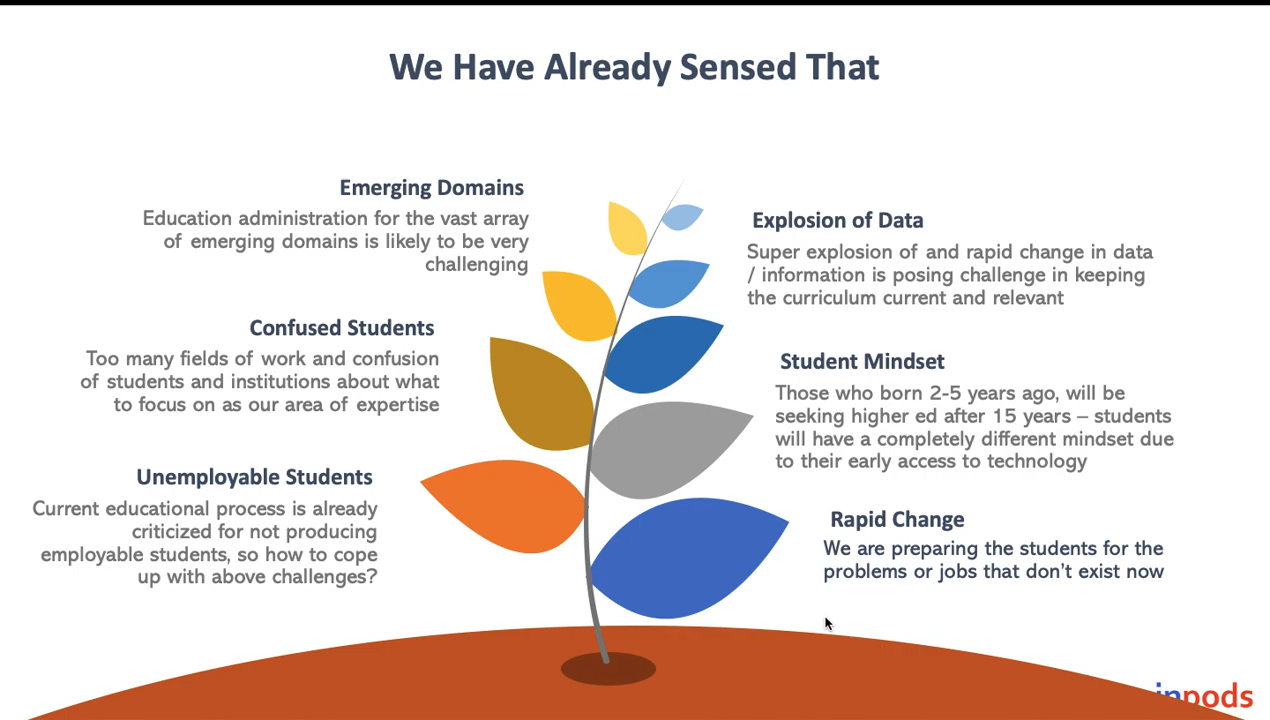 We Have Already Sensed That
Emerging Domains
Education administration for the vast array
of emerging domains is likely to be very
challenging
Confused Students
Too many fields of work and confusion
of students and institutions about what
to focus on as our area of expertise
Unemployable Students
Current educational process is already
criticized for not producing
employable students, so how to cope
up with above challenges?
Explosion of Data
Super explosion of and rapid change in data
/ information is posing challenge in keeping
the curriculum current and relevant
Student Mindset
Those who born 2-5 years ago, will be
seeking higher ed after 15 years – students
will have a completely different mindset due
to their early access to technology
Rapid Change
We are preparing the students for the
problems or jobs that don't exist now
inpods